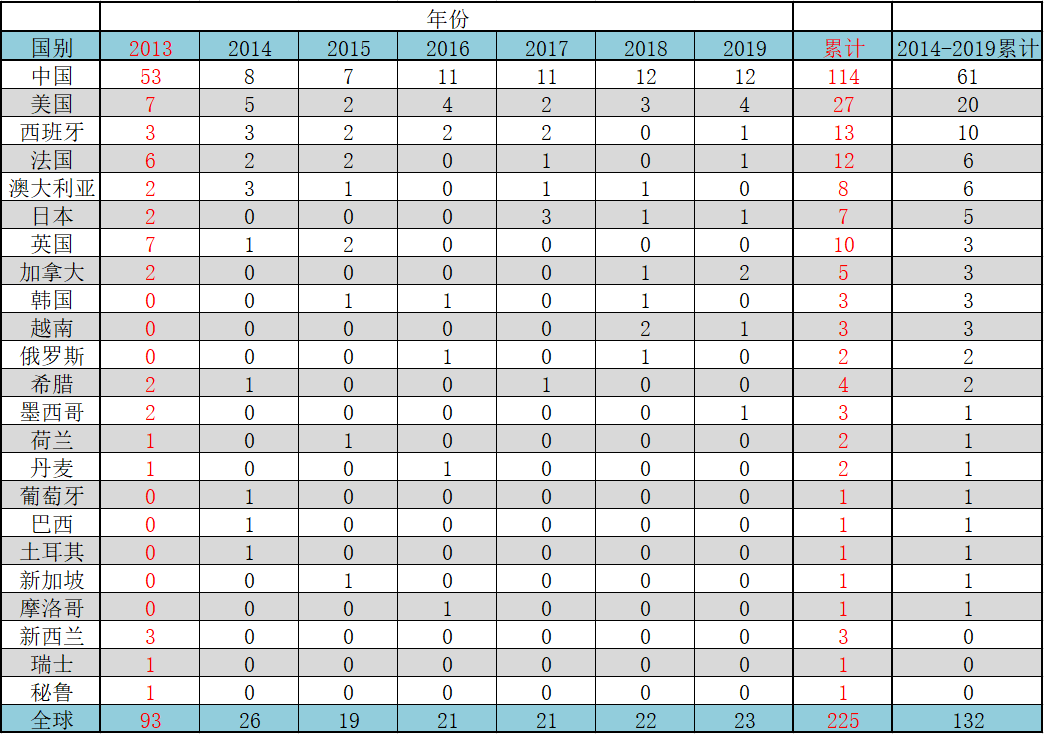 年份
国别 2013 2014 2015 2016 2017 2018 2019 累计 2014-2019累计
中国 53 8 7 11 11 12 12 114 61
美国 7 5 2 4 2 3 4 27 20
西班牙 3 3 2 2 2 0 1 13 10
法国 6 2 2 0 1 0 1 12 6
澳大利亚 2 3 1 0 1 1 0 8 6
日本 2 0 0 0 3 1 1 7 5
英国 7 1 2 0 0 0 0 10 3
加拿大 2 0 0 0 0 1 2 5 3
韩国 0 0 1 1 0 1 0 3 3
越南 0 0 0 0 0 2 1 3 3
俄罗斯 0 0 0 1 0 1 0 2 2
希腊 2 1 0 0 1 0 0 4 2
墨西哥 2 0 0 0 0 0 1 3 1
荷兰 1 0 1 0 0 0 0 2 1
丹麦 1 0 0 1 0 0 0 2 1
葡萄牙 0 1 0 0 0 0 0 1 1
巴西 0 1 0 0 0 0 0 1 1
土耳其 0 1 0 0 0 0 0 1 1
新加坡 0 0 1 0 0 0 0 1 1
摩洛哥 0 0 0 1 0 0 0 1 1
新西兰 3 0 0 0 0 0 0 3 0
瑞士 1 0 0 0 0 0 0 1 0
秘鲁 1 0 0 0 0 0 0 1 0
全球 93 26 19 21 21 22 23 225 132